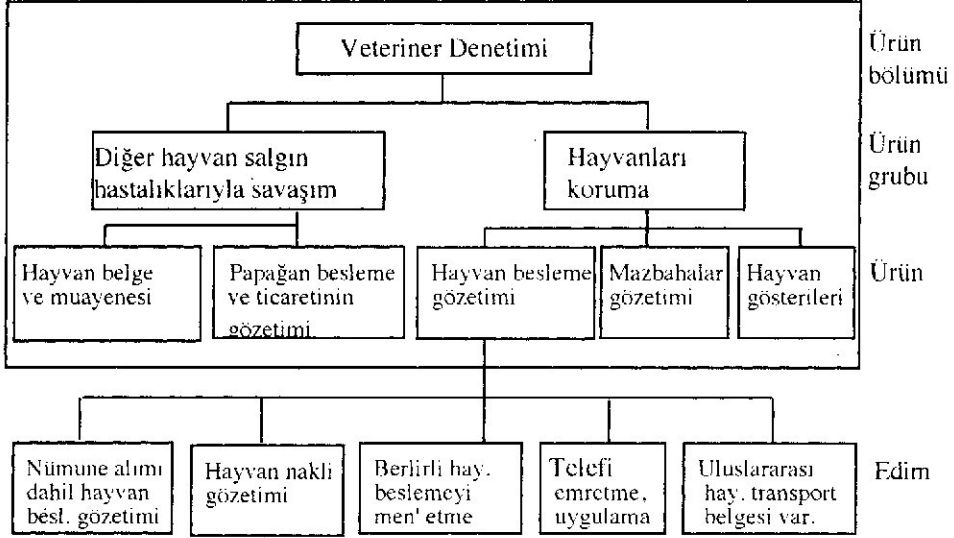 Veteriner Denetimi
Ürün
bölümü
Diğer hayvan salgın
hastalıklarıyla savaşım
Hayvanları
koruma
Ürün
grubu
Hayvan belge
ve muayenesi
Papağan besleme
ve ticaretinin
gözetimi
Hayvan besleme
gözetimi
Mazbahalar
gözetimi
Hayvan
gösterileri
Ürün
Nümune alımı
dahil hayvan
besl. gözetimi
Hayvan nakli
gözetimi
Berlirli hay.
beslemeyi
men' etme
Telefi
emretme,
uygulama
Uluslararası
hay. transport
belgesi var.
Edim